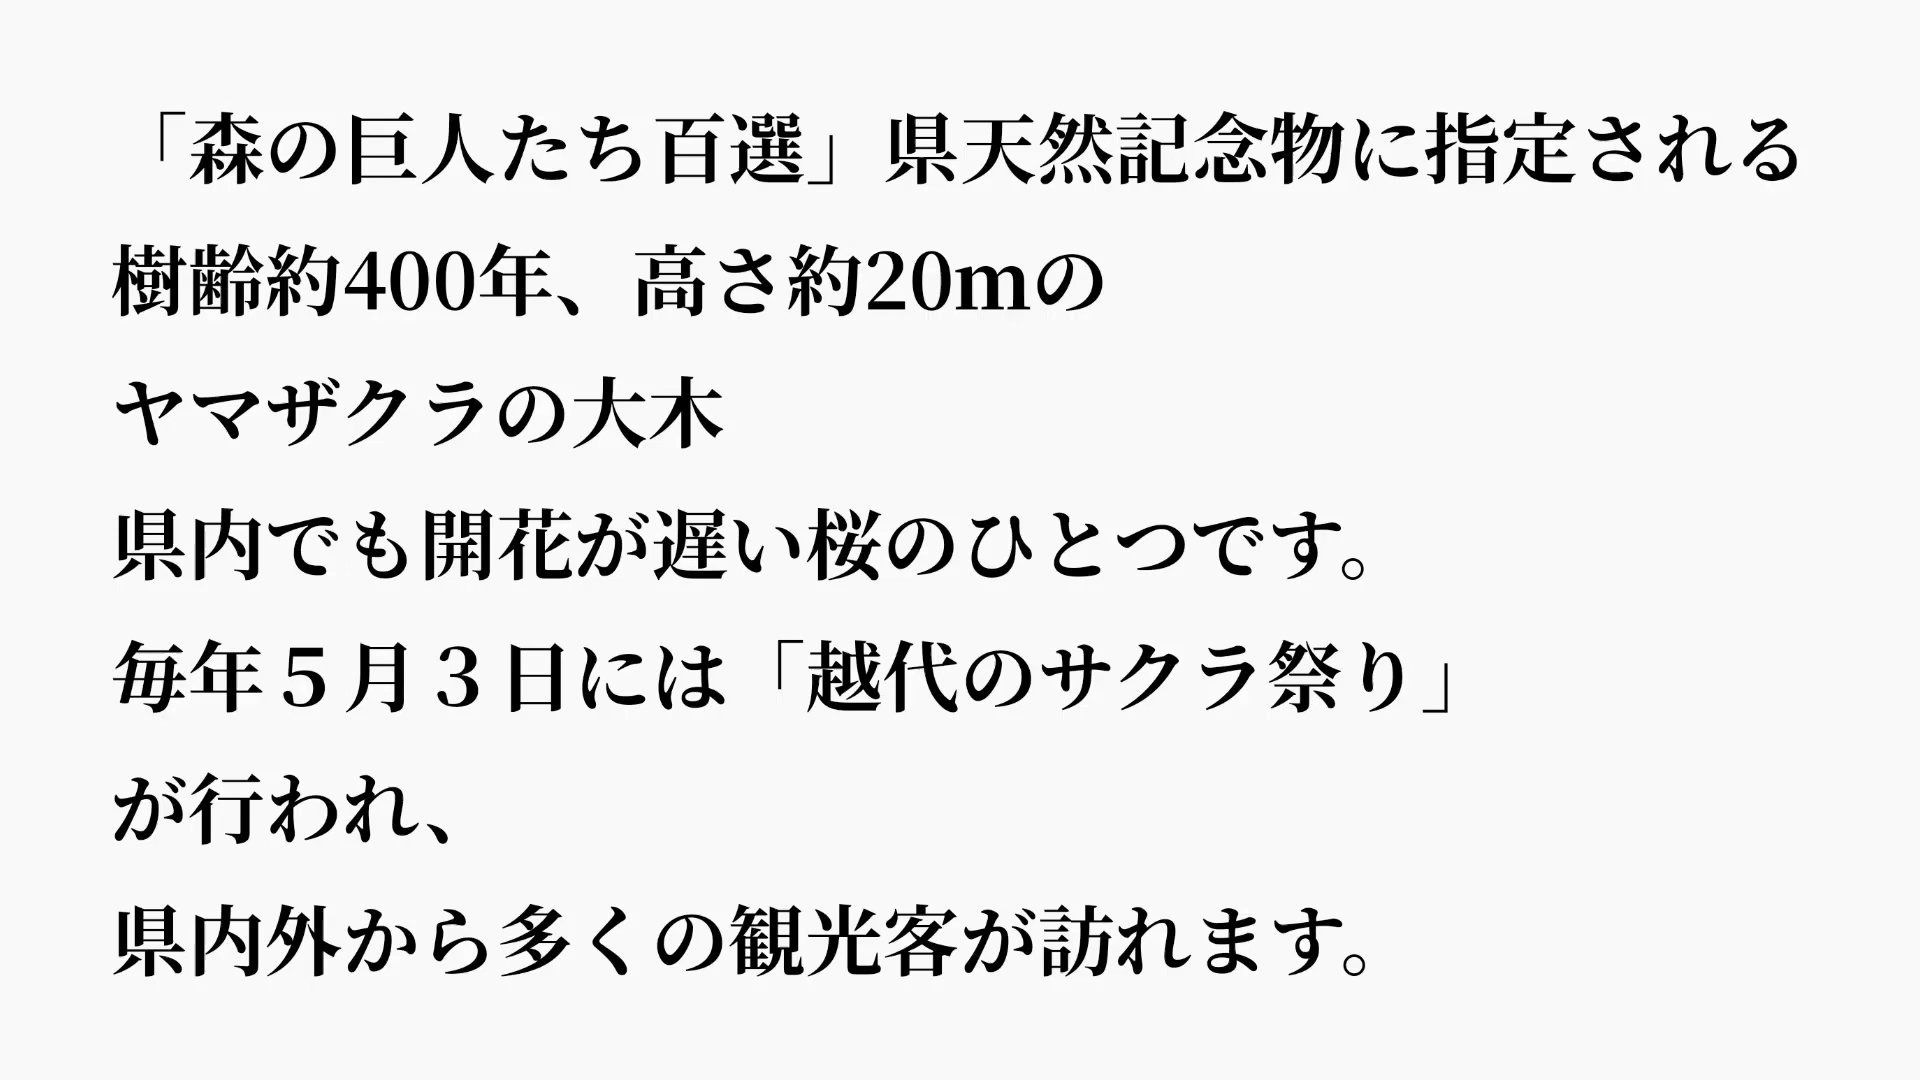 「森の巨人たち百選」県天然記念物に指定される
樹齢約400年、高さ約20mの
ヤマザクラの大木
県内でも開花が遅い桜のひとつです。
毎年５月３日には「越代のサクラ祭り」
が行われ、
県内外から多くの観光客が訪れます。